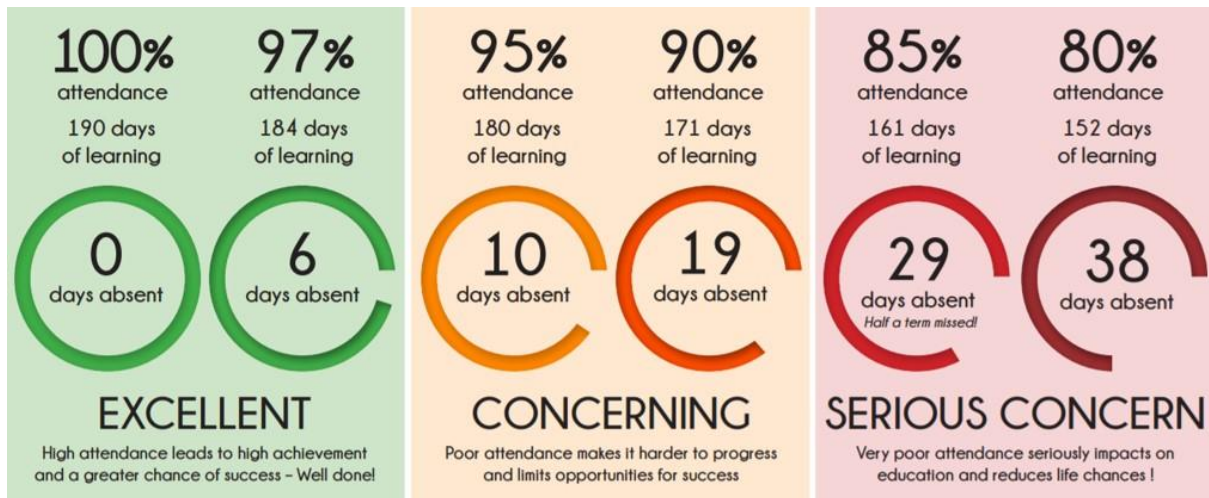 100%
attendance
190 days
of learning
0
days absent
97%
attendance
184 days
of learning
6
days absent
EXCELLENT
High attendance leads to high achievement
and a greater chance of success – Well done!
95%
attendance
180 days
of learning
10
days absent
90%
attendance
171 days
of learning
19
days absent
CONCERNING
Poor attendance makes it harder to progress
and limits opportunities for success
85%
attendance
161 days
of learning
29
days absent
Half a term missed!
80%
attendance
152 days
of learning
38
days absent
SERIOUS CONCERN
Very poor attendance seriously impacts on
education and reduces life chances !